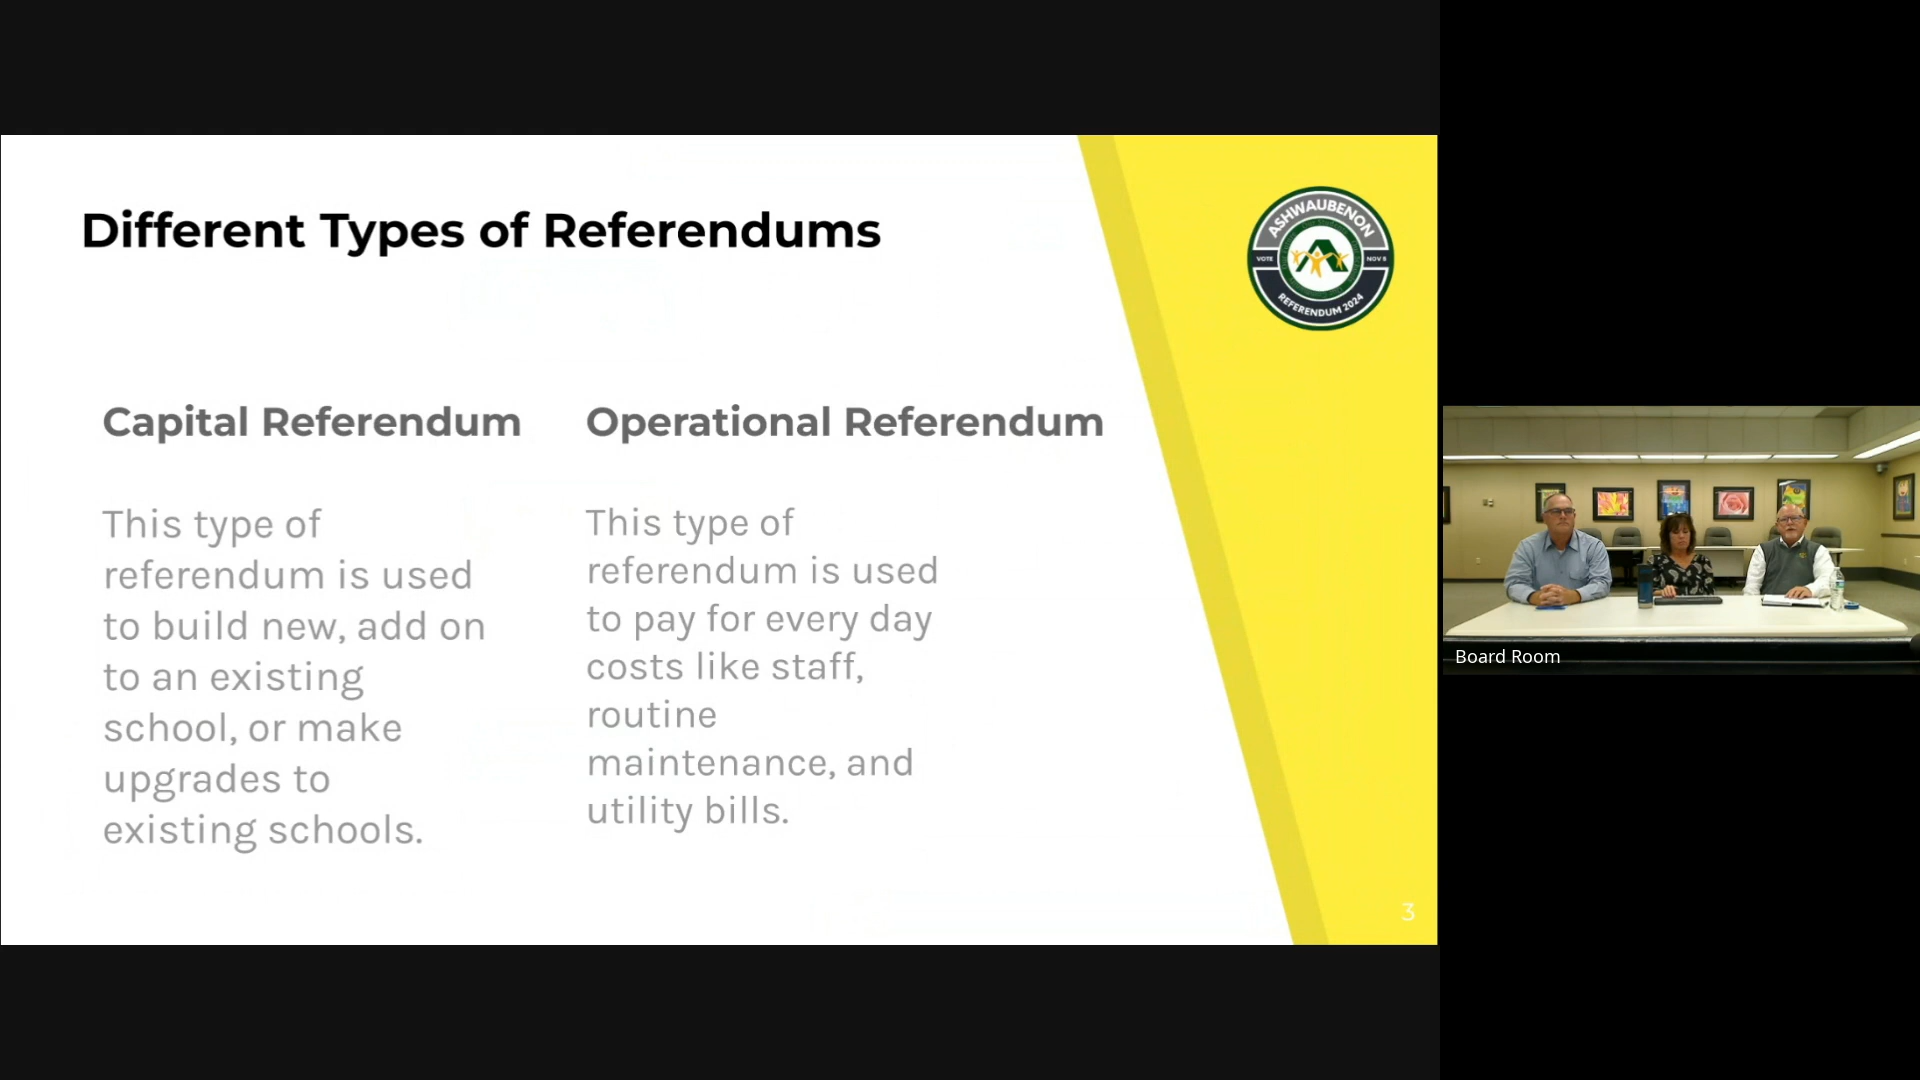 Different Types of Referendums
ASHWAUBENON
VOTE
NOV 5
REFERENDUM 2024
Capital Referendum
This type of
referendum is used
to build new, add on
to an existing
school, or make
upgrades to
existing schools.
Operational Referendum
This type of
referendum is used
to pay for every day
costs like staff,
routine
maintenance, and
utility bills.
3
Board Room